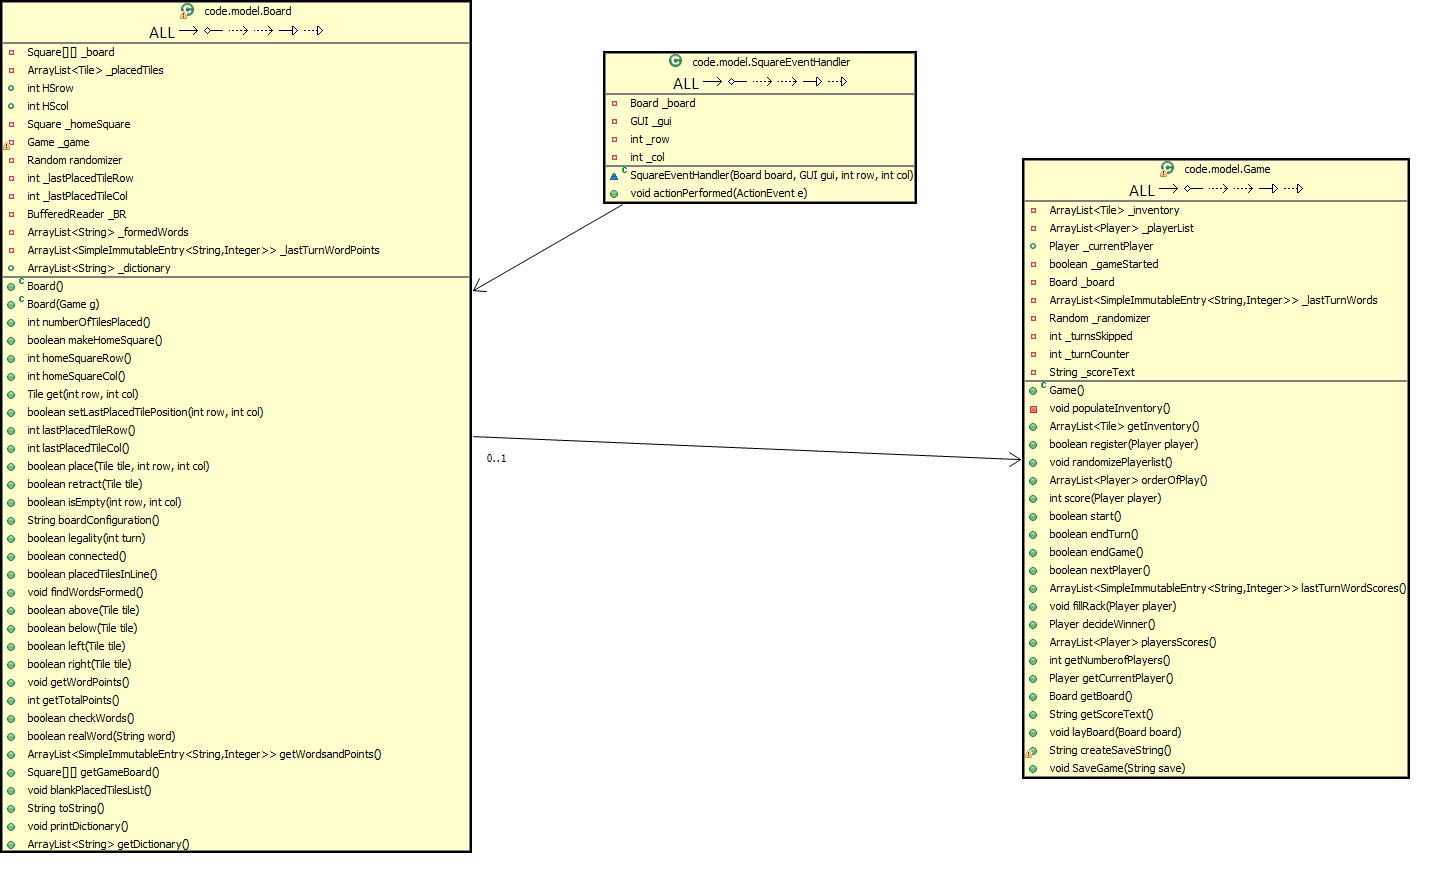 code.model.Board
ALL
Square[][] _board
ArrayList<Tile> _placedTiles
int HSrow
int HScol
Square _homeSquare
Game _game
Random randomizer
int _lastPlacedTileRow
int _lastPlacedTileCol
BufferedReader _BR
ArrayList<String> _formedWords
ArrayList<SimpleImmutableEntry<String,Integer>> _lastTurnWordPoints
ArrayList<String> _dictionary
C Board()
C Board(Game g)
int numberOfTilesPlaced()
boolean makeHomeSquare()
int homeSquareRow()
int homeSquareCol()
Tile get(int row, int col)
boolean setLastPlacedTilePosition(int row, int col)
int lastPlacedTileRow()
int lastPlacedTileCol()
boolean place(Tile tile, int row, int col)
boolean retract(Tile tile)
boolean isEmpty(int row, int col)
String boardConfiguration()
boolean legality(int turn)
boolean connected()
boolean placedTilesInLine()
void findWordsFormed()
boolean above(Tile tile)
boolean below(Tile tile)
boolean left(Tile tile)
boolean right(Tile tile)
void getWordPoints()
int getTotalPoints()
boolean checkWords()
boolean realWord(String word)
ArrayList<SimpleImmutableEntry<String,Integer>> getWordsandPoints()
Square[][] getGameBoard()
void blankPlacedTilesList()
String toString()
void printDictionary()
ArrayList<String> getDictionary()
code.model.SquareEventHandler
ALL
Board _board
GUI _gui
int _row
int _col
C SquareEventHandler(Board board, GUI gui, int row, int col)
void actionPerformed(ActionEvent e)
0..1
code.model.Game
ALL
ArrayList<Tile> _inventory
ArrayList<Player> _playerList
Player _currentPlayer
boolean _gameStarted
Board _board
ArrayList<SimpleImmutableEntry<String,Integer>> _lastTurnWords
Random _randomizer
int _turnsSkipped
int _turnCounter
String _scoreText
C Game()
void populateInventory()
ArrayList<Tile> getInventory()
boolean register(Player player)
void randomizePlayerlist()
ArrayList<Player> orderOfPlay()
int score(Player player)
boolean start()
boolean endTurn()
boolean endGame()
boolean nextPlayer()
ArrayList<SimpleImmutableEntry<String,Integer>> lastTurnWordScores()
void fillRack(Player player)
Player decideWinner()
ArrayList<Player> playersScores()
int getNumberofPlayers()
Player getCurrentPlayer()
Board getBoard()
String getScoreText()
void layBoard(Board board)
String createSaveString()
void SaveGame(String save)